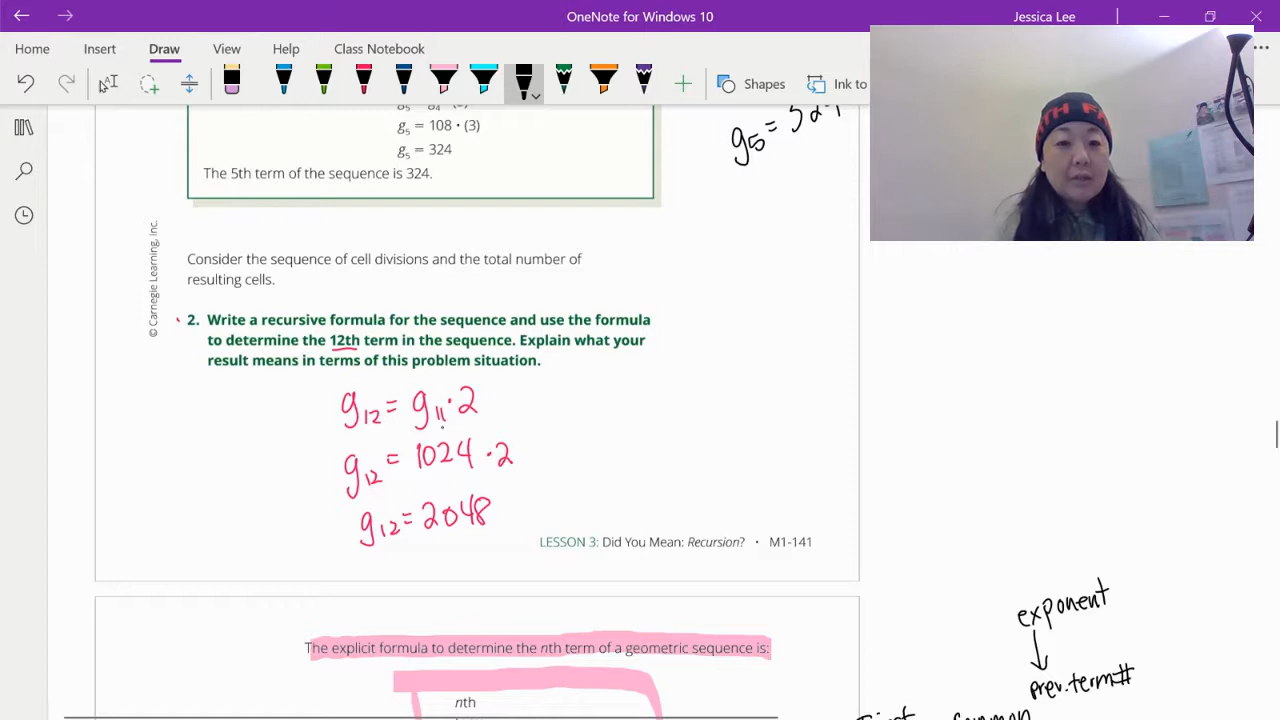 OneNote for Windows 10
Jessica Lee
Home Insert Draw View Help Class Notebook
Shapes
Ink to
g₅ = 108 • (3)
g₅ = 324
The 5th term of the sequence is 324.
g5 =
© Carnegie Learning, Inc.
Consider the sequence of cell divisions and the total number of
resulting cells.
2. Write a recursive formula for the sequence and use the formula
to determine the 12th term in the sequence. Explain what your
result means in terms of this problem situation.
g12 = g11 · 2
g12 = 1024 · 2
g12 = 2048
LESSON 3: Did You Mean: Recursion? • M1-141
exponent
prev.term#
The explicit formula to determine the nth term of a geometric sequence is:
nth